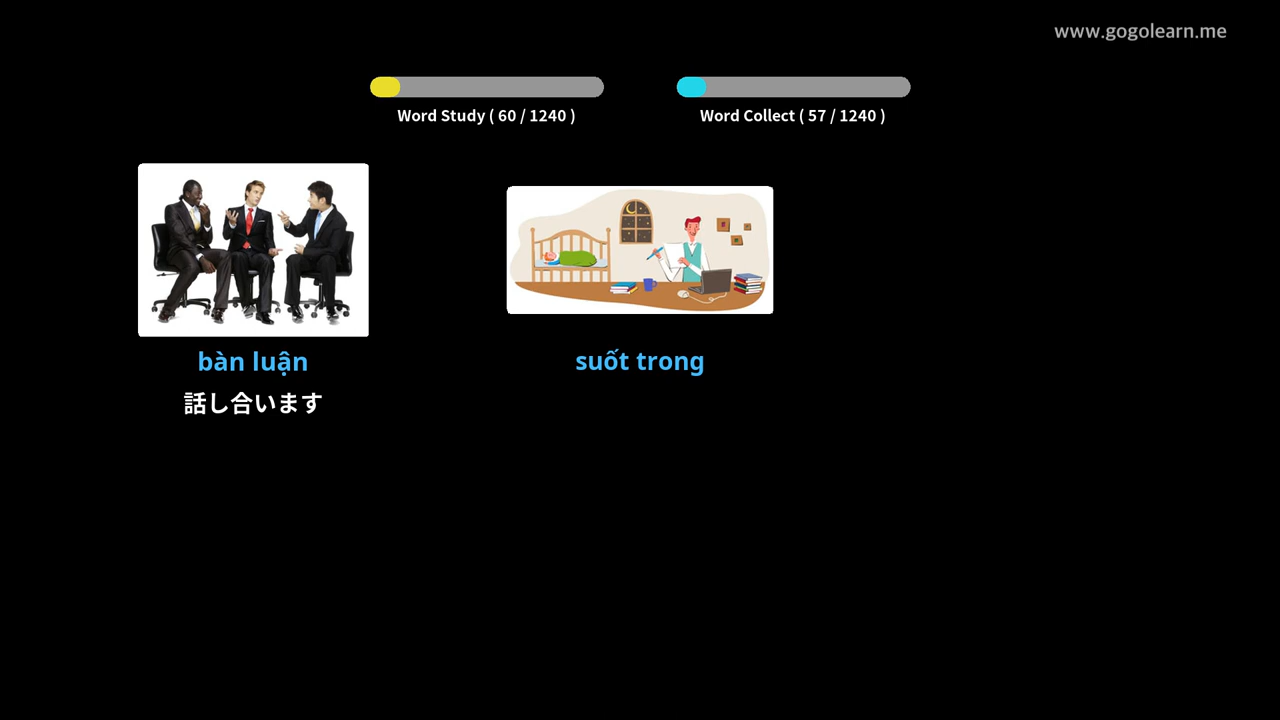 www.gogolearn.me
Word Study ( 60 / 1240 )
Word Collect ( 57 / 1240 )
bàn luận
話し合います
suốt trong